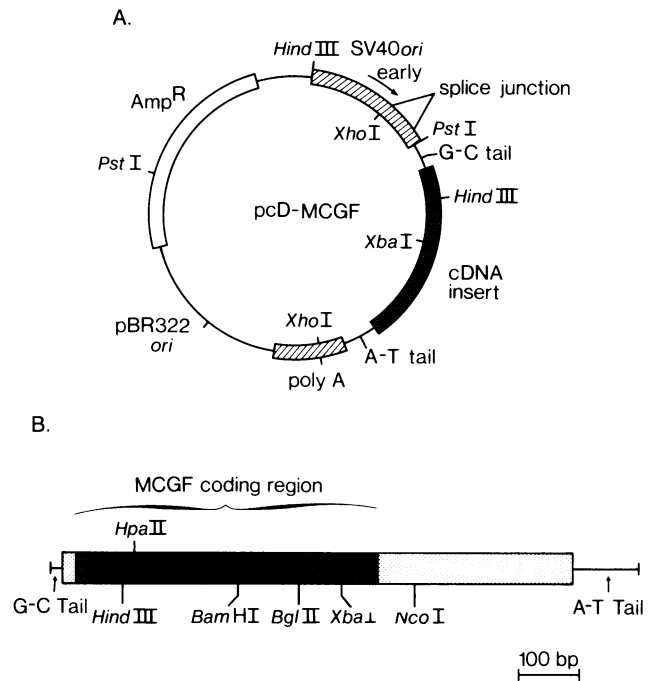 A.
Hind III SV40ori
early
splice junction
Amp^R
Xho I
Pst I
G-C tail
Pst I
Hind III
pcD-MCGF
Xba I
cDNA
insert
Xho I
pBR322
ori
A-T tail
poly A
B.
MCGF coding region
Hpa II
G-C Tail
Hind III
Bam HI
Bgl II
Xba I
Nco I
A-T Tail
100 bp